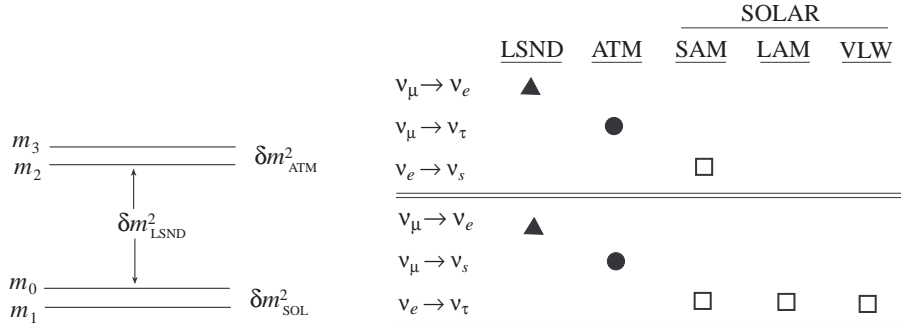 m₃
m₂
δm²ATM
δm²LSND
m₀
m₁
δm²SOL
SOLAR
LSND ATM SAM LAM VLW
νμ → νe
νμ → ντ
νe → νs
νμ → νe
νμ → νs
νe → ντ